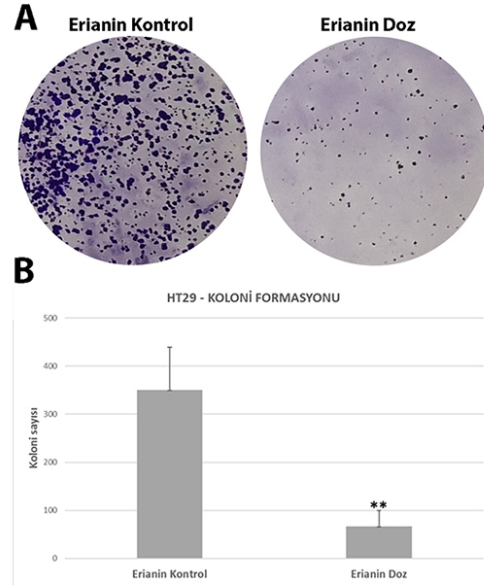 A
Erianin Kontrol
Erianin Doz
B
HT29 - KOLONİ FORMASYONU
Koloni sayısı
500
400
300
200
100
0
**
Erianin Kontrol
Erianin Doz